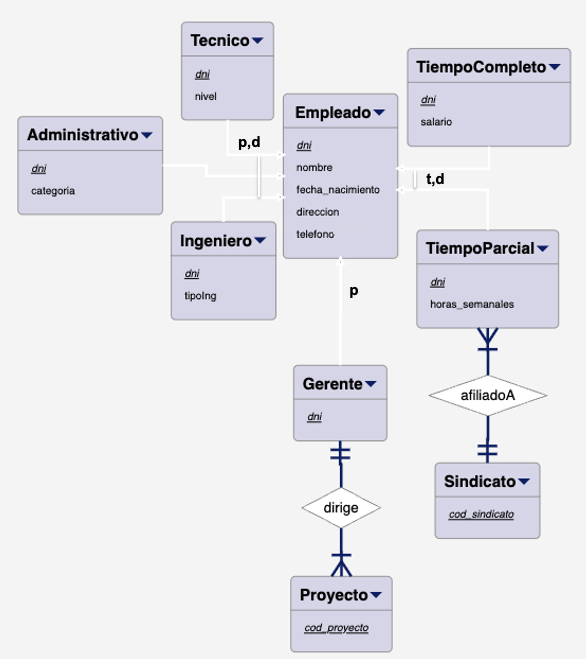 Tecnico
dni
nivel
TiempoCompleto
dni
salario
Empleado
dni
nombre
fecha_nacimiento
direccion
telefono
Administrativo
dni
categoria
p,d
t,d
Ingeniero
dni
tipoIng
TiempoParcial
dni
horas_semanales
p
Gerente
dni
afiliadoA
Sindicato
cod_sindicato
dirige
Proyecto
cod_proyecto